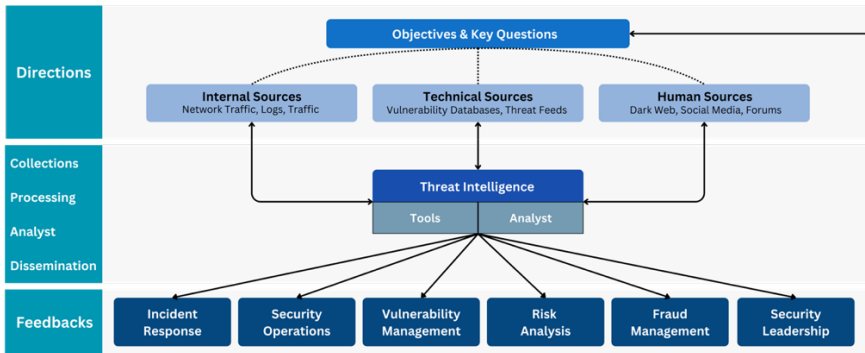 Directions
Objectives & Key Questions
Internal Sources
Network Traffic, Logs, Traffic
Technical Sources
Vulnerability Databases, Threat Feeds
Human Sources
Dark Web, Social Media, Forums
Collections
Processing
Analyst
Dissemination
Threat Intelligence
Tools
Analyst
Feedbacks
Incident
Response
Security
Operations
Vulnerability
Management
Risk
Analysis
Fraud
Management
Security
Leadership